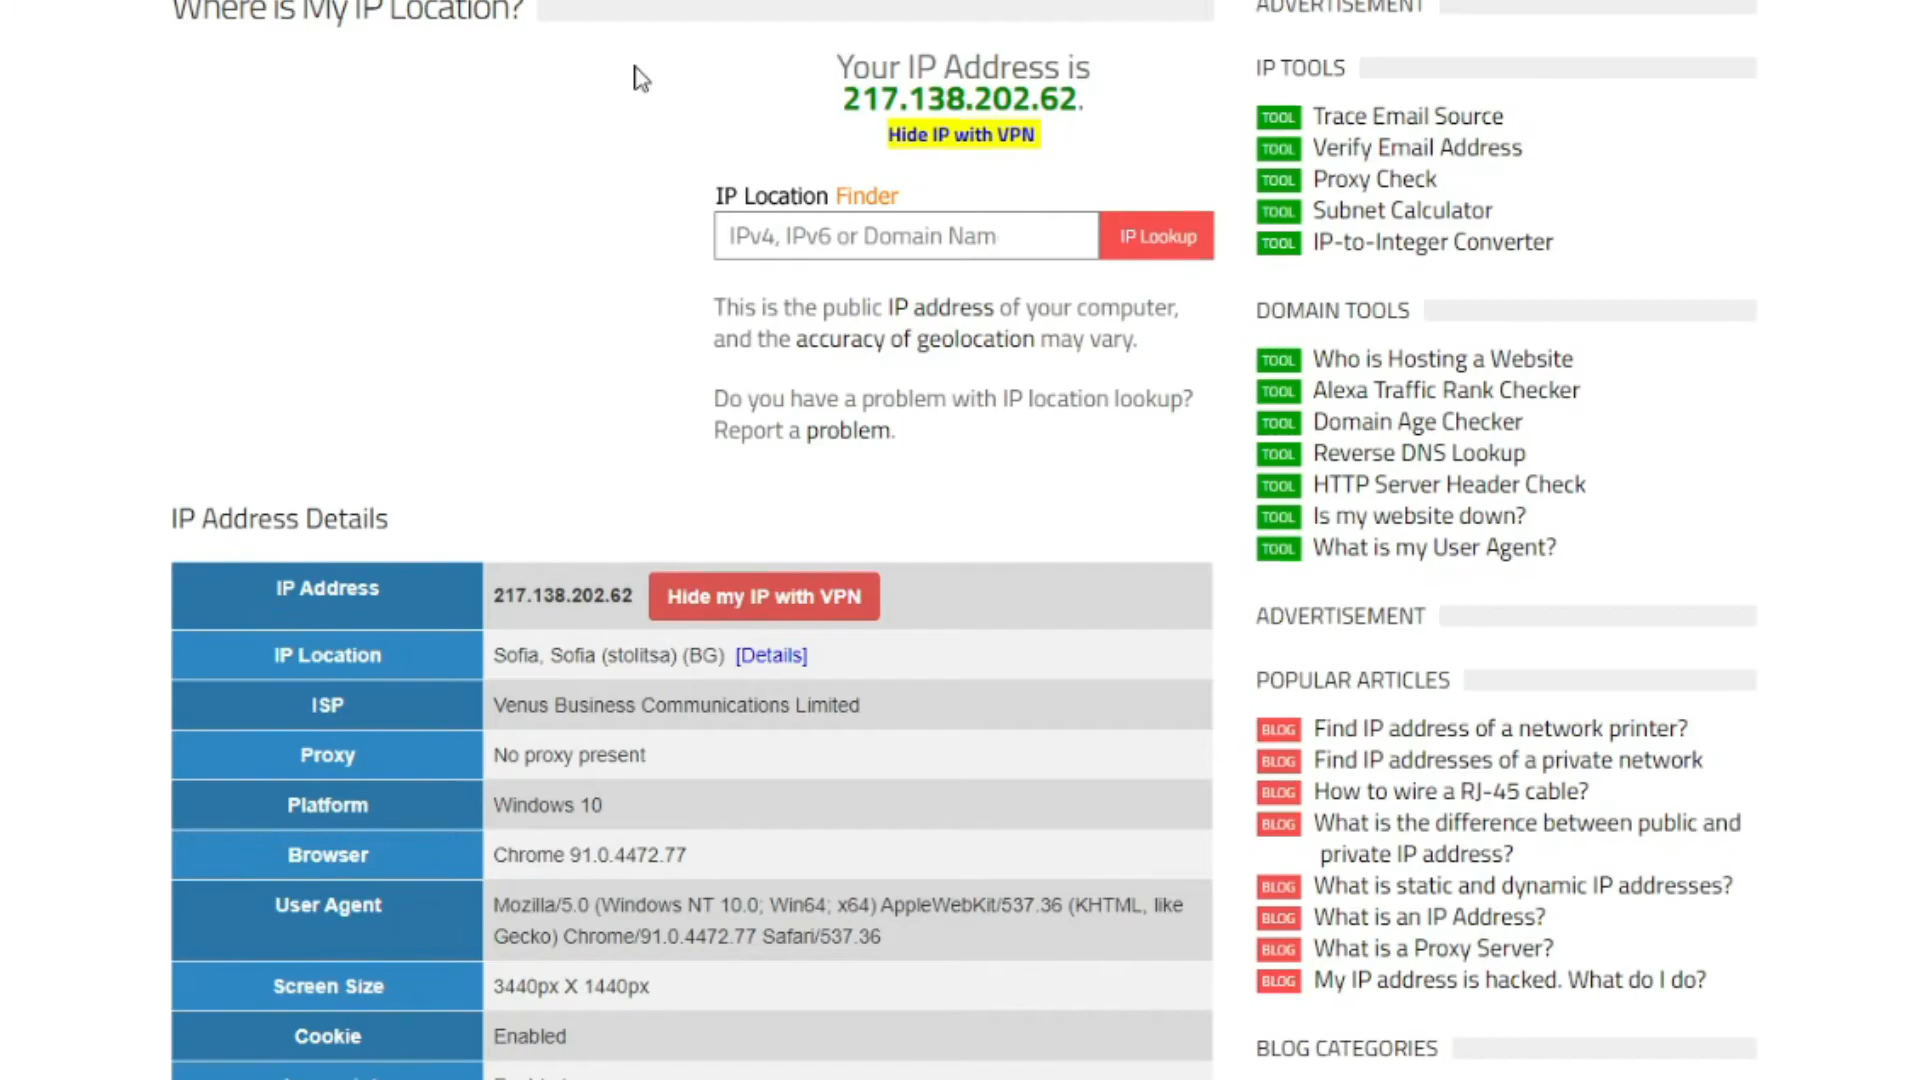 Where is My IP Location?
Your IP Address is
217.138.202.62.
Hide IP with VPN
IP Location Finder
IPv4, IPv6 or Domain Nam
IP Lookup
This is the public IP address of your computer,
and the accuracy of geolocation may vary.
Do you have a problem with IP location lookup?
Report a problem.
IP Address Details
IP Address 217.138.202.62 Hide my IP with VPN
IP Location Sofia, Sofia (stolitsa) (BG) [Details]
ISP Venus Business Communications Limited
Proxy No proxy present
Platform Windows 10
Browser Chrome 91.0.4472.77
User Agent Mozilla/5.0 (Windows NT 10.0; Win64; x64) AppleWebKit/537.36 (KHTML, like
Gecko) Chrome/91.0.4472.77 Safari/537.36
Screen Size 3440px X 1440px
Cookie Enabled
ADVERTISEMENT
IP TOOLS
TOOL Trace Email Source
TOOL Verify Email Address
TOOL Proxy Check
TOOL Subnet Calculator
TOOL IP-to-Integer Converter
DOMAIN TOOLS
TOOL Who is Hosting a Website
TOOL Alexa Traffic Rank Checker
TOOL Domain Age Checker
TOOL Reverse DNS Lookup
TOOL HTTP Server Header Check
TOOL Is my website down?
TOOL What is my User Agent?
ADVERTISEMENT
POPULAR ARTICLES
BLOG Find IP address of a network printer?
BLOG Find IP addresses of a private network
BLOG How to wire a RJ-45 cable?
BLOG What is the difference between public and
private IP address?
BLOG What is static and dynamic IP addresses?
BLOG What is an IP Address?
BLOG What is a Proxy Server?
BLOG My IP address is hacked. What do I do?
BLOG CATEGORIES